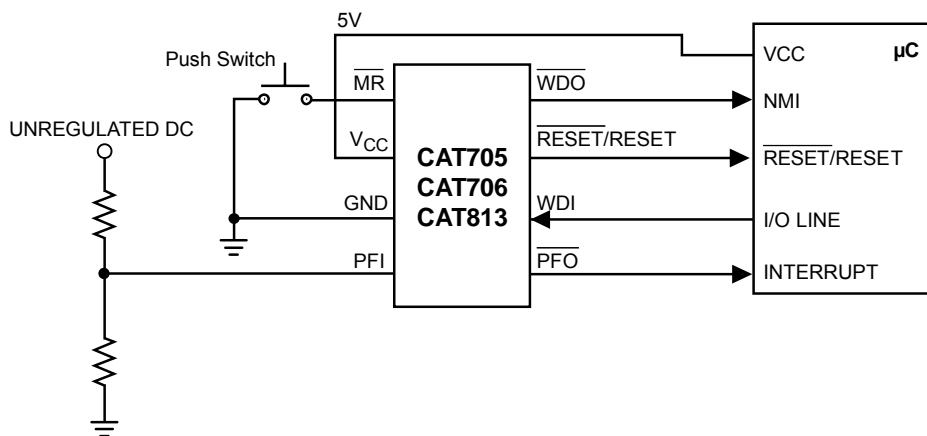 5V
Push Switch
UNREGULATED DC
MR
VCC
GND
PFI
CAT705
CAT706
CAT813
WDO
RESET/RESET
WDI
PFO
µC
VCC
NMI
RESET/RESET
I/O LINE
INTERRUPT